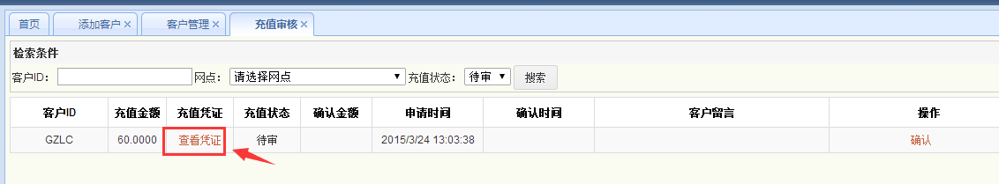 首页 添加客户 × 客户管理 × 充值审核 ×
检索条件
客户ID： 网点： 请选择网点 充值状态： 待审 搜索
客户ID 充值金额 充值凭证 充值状态 确认金额 申请时间 确认时间 客户留言 操作
GZLC 60.0000 查看凭证 待审 2015/3/24 13:03:38 确认